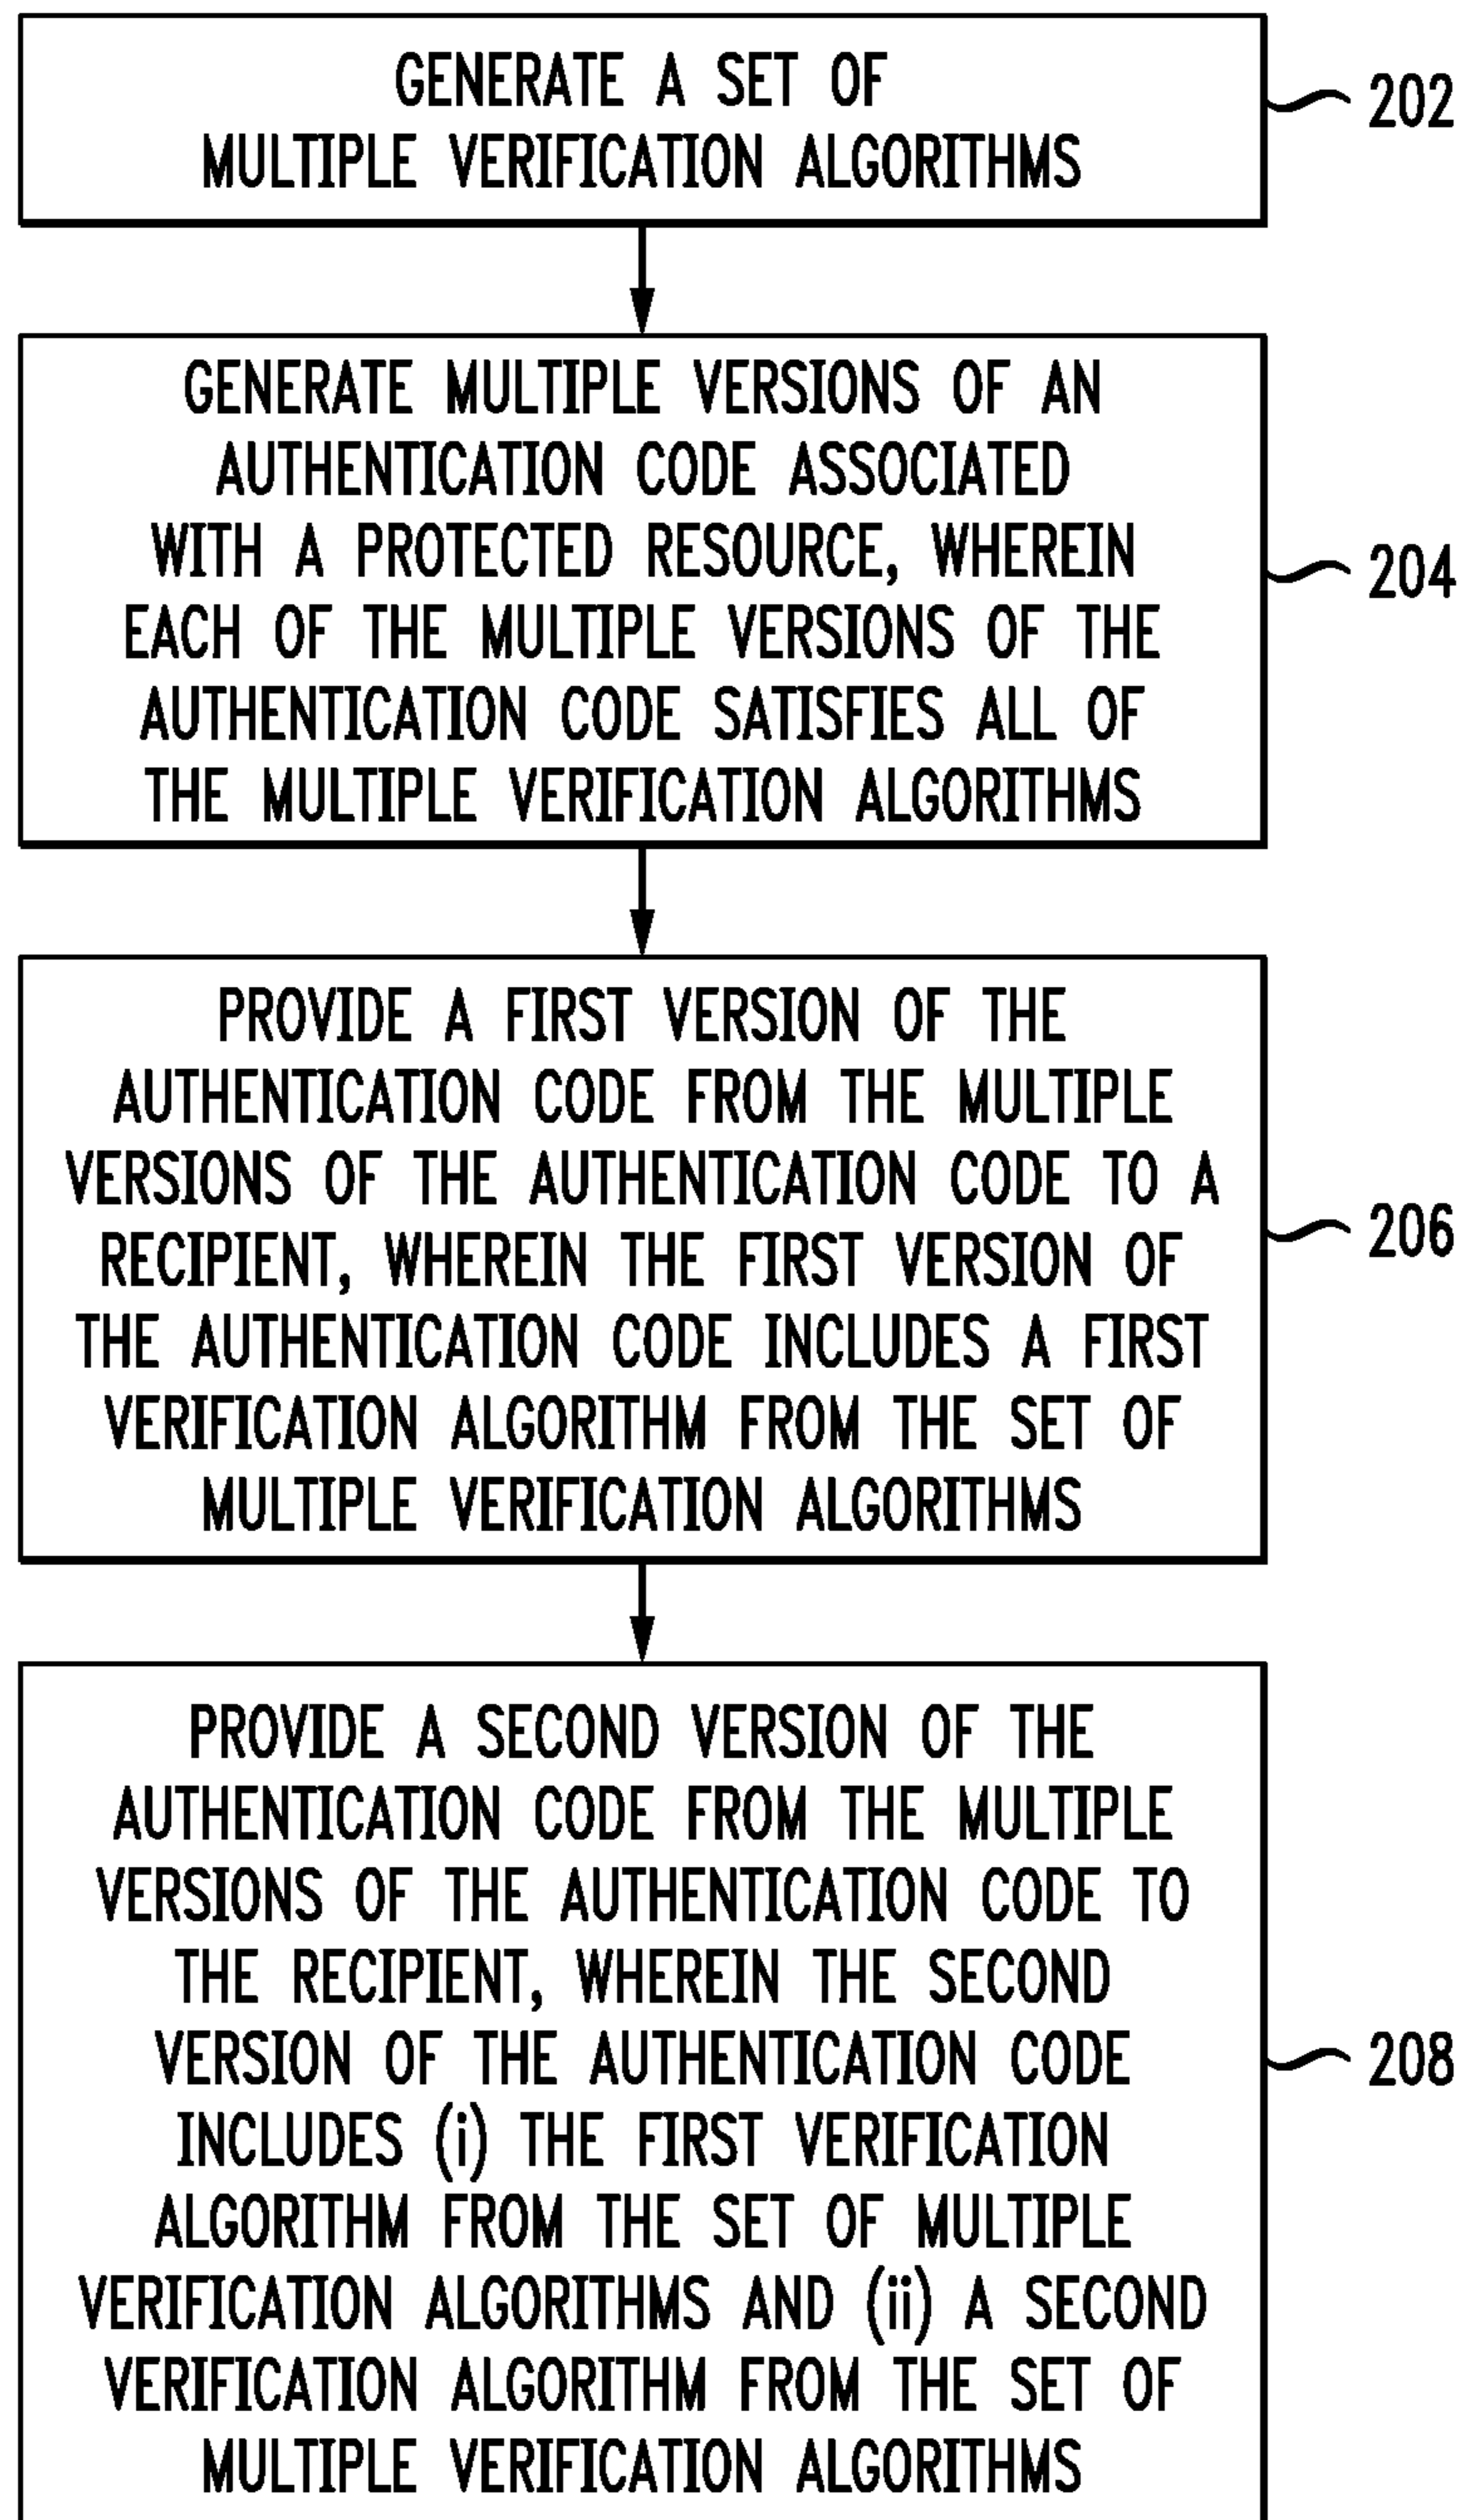 GENERATE A SET OF
MULTIPLE VERIFICATION ALGORITHMS
202
GENERATE MULTIPLE VERSIONS OF AN
AUTHENTICATION CODE ASSOCIATED
WITH A PROTECTED RESOURCE, WHEREIN
EACH OF THE MULTIPLE VERSIONS OF THE
AUTHENTICATION CODE SATISFIES ALL OF
THE MULTIPLE VERIFICATION ALGORITHMS
204
PROVIDE A FIRST VERSION OF THE
AUTHENTICATION CODE FROM THE MULTIPLE
VERSIONS OF THE AUTHENTICATION CODE TO A
RECIPIENT, WHEREIN THE FIRST VERSION OF
THE AUTHENTICATION CODE INCLUDES A FIRST
VERIFICATION ALGORITHM FROM THE SET OF
MULTIPLE VERIFICATION ALGORITHMS
206
PROVIDE A SECOND VERSION OF THE
AUTHENTICATION CODE FROM THE MULTIPLE
VERSIONS OF THE AUTHENTICATION CODE TO
THE RECIPIENT, WHEREIN THE SECOND
VERSION OF THE AUTHENTICATION CODE
INCLUDES (i) THE FIRST VERIFICATION
ALGORITHM FROM THE SET OF MULTIPLE
VERIFICATION ALGORITHMS AND (ii) A SECOND
VERIFICATION ALGORITHM FROM THE SET OF
MULTIPLE VERIFICATION ALGORITHMS
208